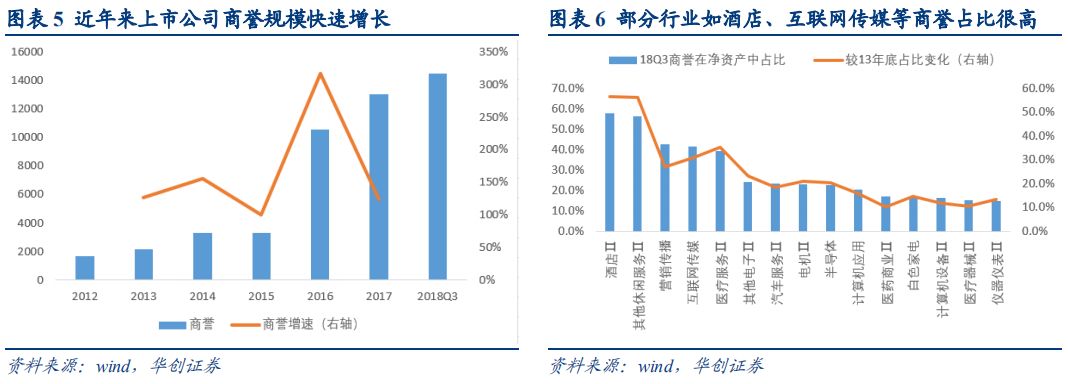 图表 5 近年来上市公司商誉规模快速增长
16000
14000
12000
10000
8000
6000
4000
2000
0
350%
300%
250%
200%
150%
100%
50%
0%
2012 2013 2014 2015 2016 2017 2018Q3
商誉 商誉增速（右轴）
资料来源：wind，华创证券
图表 6 部分行业如酒店、互联网传媒等商誉占比很高
18Q3商誉在净资产中占比 较13年底占比变化（右轴）
70.0%
60.0%
50.0%
40.0%
30.0%
20.0%
10.0%
0.0%
60.0%
50.0%
40.0%
30.0%
20.0%
10.0%
0.0%
酒店Ⅱ
其他休闲服务Ⅱ
营销传播
互联网传媒
医疗服务Ⅱ
其他电子Ⅱ
汽车服务Ⅱ
电机Ⅱ
半导体
计算机应用
医药商业Ⅱ
白色家电
计算机设备Ⅱ
医疗器械Ⅱ
仪器仪表Ⅱ
资料来源：wind，华创证券